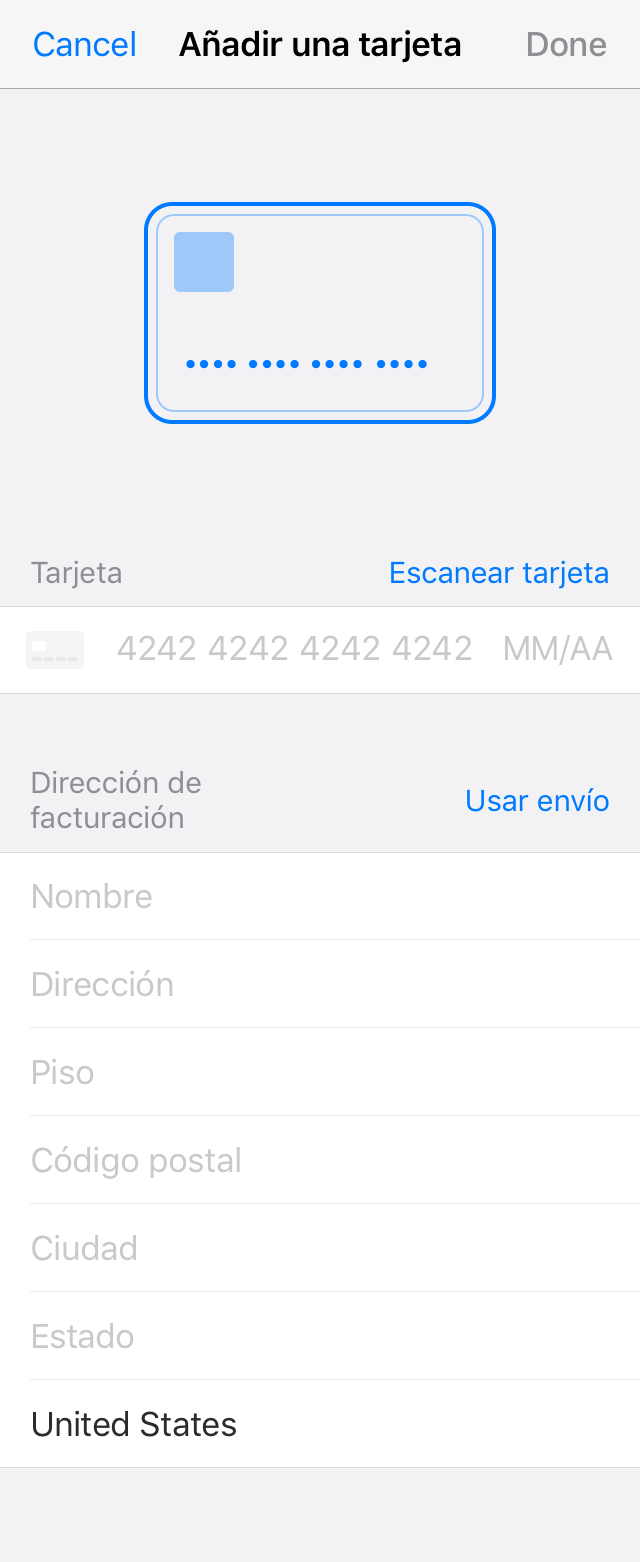 Cancel Añadir una tarjeta Done
Tarjeta Escanear tarjeta
4242 4242 4242 4242 MM/AA
Dirección de
facturación
Usar envío
Nombre
Dirección
Piso
Código postal
Ciudad
Estado
United States